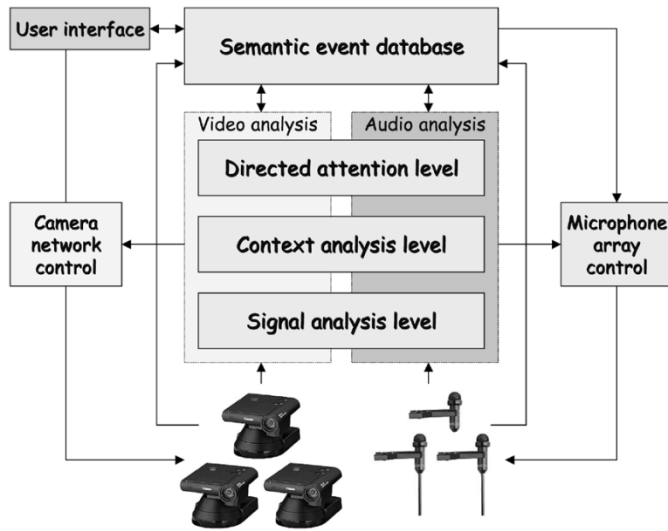 User interface
Semantic event database
Video analysis
Audio analysis
Directed attention level
Camera
network
control
Context analysis level
Microphone
array
control
Signal analysis level